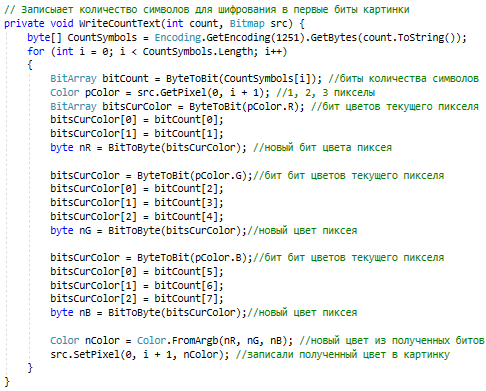 // Записыает количество символов для шифрования в первые биты картинки
private void WriteCountText(int count, Bitmap src) {
    byte[] CountSymbols = Encoding.GetEncoding(1251).GetBytes(count.ToString());
    for (int i = 0; i < CountSymbols.Length; i++)
    {
        BitArray bitCount = ByteToBit(CountSymbols[i]); //биты количества символов
        Color pColor = src.GetPixel(0, i + 1); //1, 2, 3 пикселы
        BitArray bitsCurColor = ByteToBit(pColor.R); //бит цветов текущего пикселя
        bitsCurColor[0] = bitCount[0];
        bitsCurColor[1] = bitCount[1];
        byte nR = BitToByte(bitsCurColor); //новый бит цвета пиксея

        bitsCurColor = ByteToBit(pColor.G);//бит бит цветов текущего пикселя
        bitsCurColor[0] = bitCount[2];
        bitsCurColor[1] = bitCount[3];
        bitsCurColor[2] = bitCount[4];
        byte nG = BitToByte(bitsCurColor);//новый цвет пиксея

        bitsCurColor = ByteToBit(pColor.B);//бит бит цветов текущего пикселя
        bitsCurColor[0] = bitCount[5];
        bitsCurColor[1] = bitCount[6];
        bitsCurColor[2] = bitCount[7];
        byte nB = BitToByte(bitsCurColor);//новый цвет пиксея

        Color nColor = Color.FromArgb(nR, nG, nB); //новый цвет из полученных битов
        src.SetPixel(0, i + 1, nColor); //записали полученный цвет в картинку
    }
}